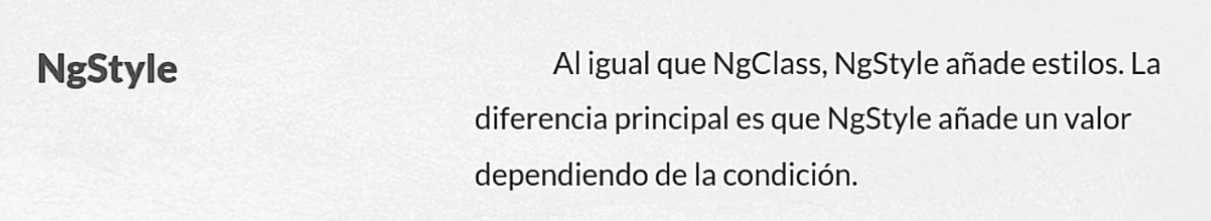 NgStyle
Al igual que NgClass, NgStyle añade estilos. La
diferencia principal es que NgStyle añade un valor
dependiendo de la condición.